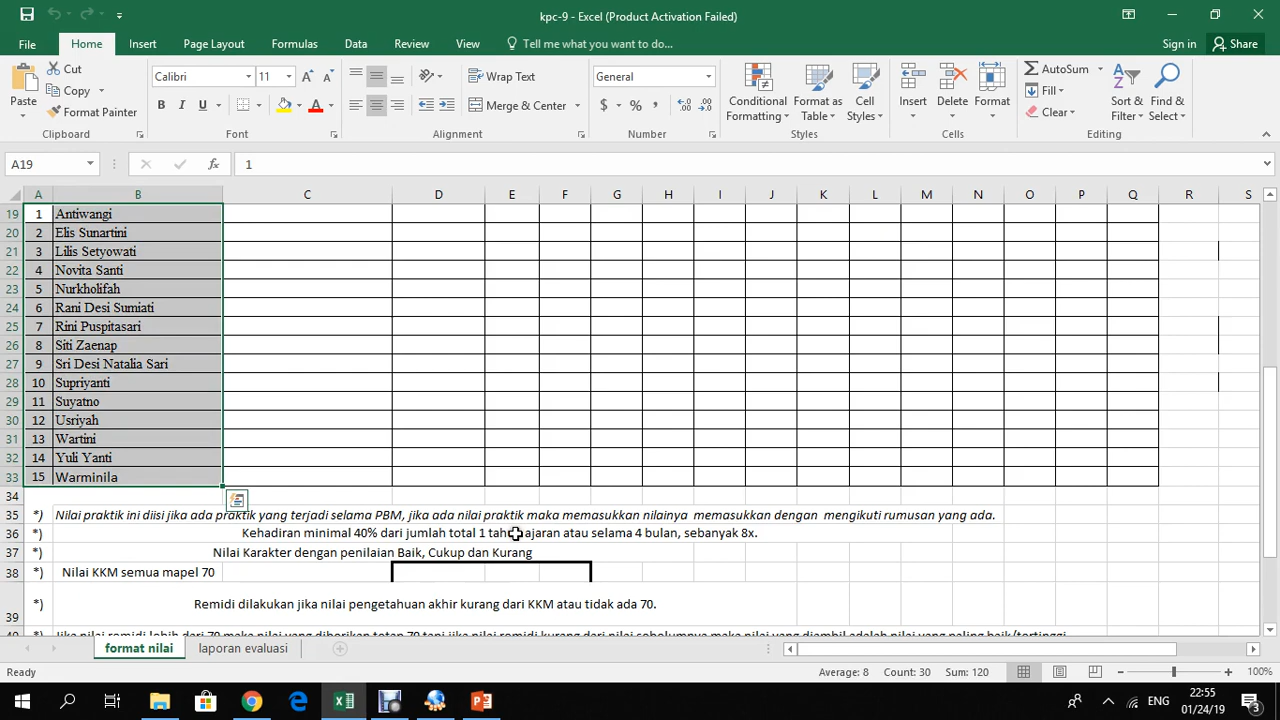 kpc-9 - Excel (Product Activation Failed)
File Home Insert Page Layout Formulas Data Review View Tell me what you want to do... Sign in Share
Paste Cut Copy Format Painter Clipboard
Calibri 11 B I U A Font
Wrap Text Merge & Center Alignment
General $ % , Number
Conditional Formatting Format as Table Cell Styles Styles
Insert Delete Format Cells
AutoSum Fill Clear Sort & Filter Find & Select Editing
A19 fx 1
A B C D E F G H I J K L M N O P Q R S
19 1 Antiwangi
20 2 Elis Sunartini
21 3 Lilis Setyowati
22 4 Novita Santi
23 5 Nurkholifah
24 6 Rani Desi Sumiati
25 7 Rini Puspitasari
26 8 Siti Zaenap
27 9 Sri Desi Natalia Sari
28 10 Supriyanti
29 11 Suyatno
30 12 Usriyah
31 13 Wartini
32 14 Yuli Yanti
33 15 Warminila
34
35 *) Nilai praktik ini diisi jika ada praktik yang terjadi selama PBM, jika ada nilai praktik maka memasukkan nilainya memasukkan dengan mengikuti rumusan yang ada.
36 *) Kehadiran minimal 40% dari jumlah total 1 tahun ajaran atau selama 4 bulan, sebanyak 8x.
37 *) Nilai Karakter dengan penilaian Baik, Cukup dan Kurang
38 *) Nilai KKM semua mapel 70
39 *) Remidi dilakukan jika nilai pengetahuan akhir kurang dari KKM atau tidak ada 70.
40 *) Jika nilai remidi lebih dari 70 maka nilai yang diberikan tetap 70 tapi jika nilai remidi kurang dari nilai sebelumnya maka nilai yang diambil adalah nilai yang paling baik/tertinggi
format nilai laporan evaluasi
Ready Average: 8 Count: 30 Sum: 120 100%
ENG 22:55 01/24/19 3